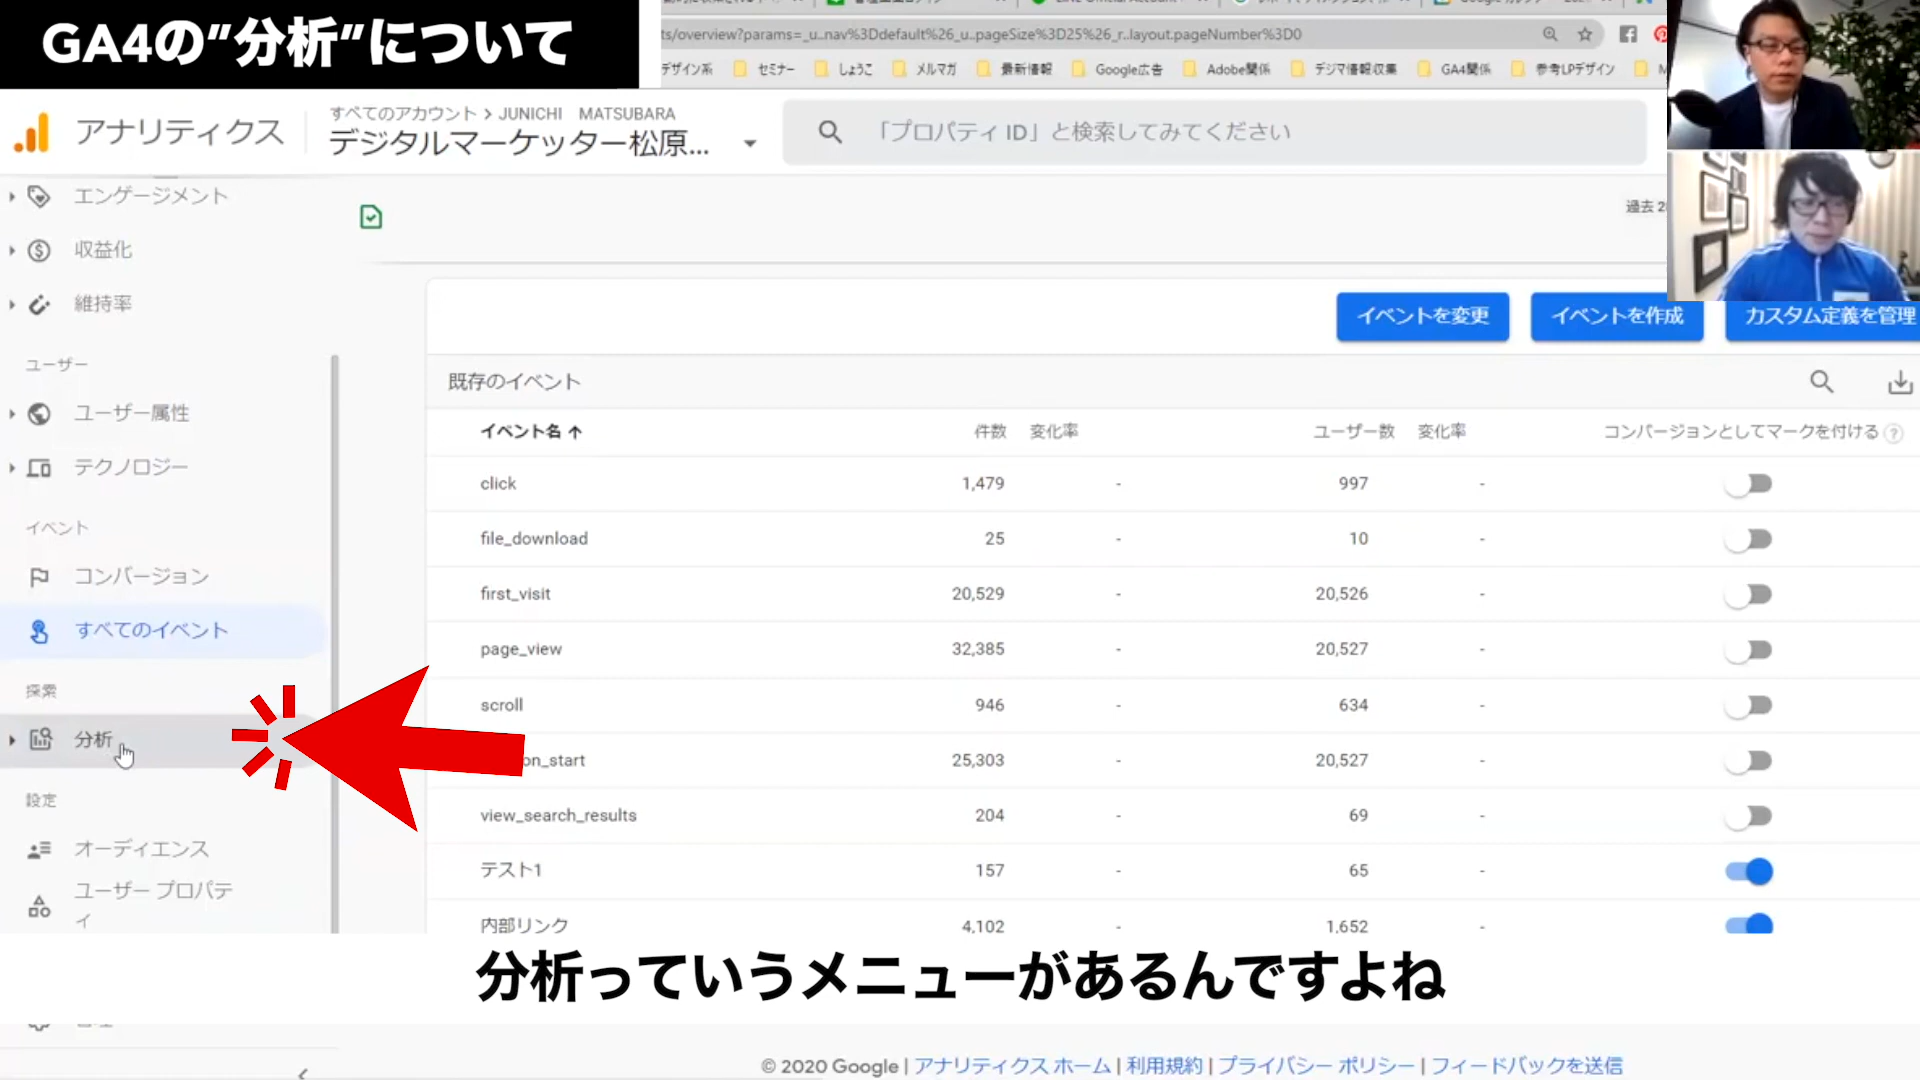 GA4の"分析"について
ts/overview?params=_u..nav%3Ddefault%26_u..pageSize%3D25%26_r..layout.pageNumber%3D0
デザイン系 セミナー しょうこ メルマガ 最新情報 Google広告 Adobe関係 デジマ情報収集 GA4関係 参考LPデザイン
アナリティクス
すべてのアカウント > JUNICHI MATSUBARA
デジタルマーケッター松原...
「プロパティ ID」と検索してみてください
エンゲージメント
収益化
維持率
ユーザー
ユーザー属性
テクノロジー
イベント
コンバージョン
すべてのイベント
探索
分析
設定
オーディエンス
ユーザー プロパテ
ィ
過去 2
イベントを変更 イベントを作成 カスタム定義を管理
既存のイベント
イベント名 ↑ 件数 変化率 ユーザー数 変化率 コンバージョンとしてマークを付ける ?
click 1,479 - 997 -
file_download 25 - 10 -
first_visit 20,529 - 20,526 -
page_view 32,385 - 20,527 -
scroll 946 - 634 -
on_start 25,303 - 20,527 -
view_search_results 204 - 69 -
テスト1 157 - 65 -
内部リンク 4,102 - 1,652 -
分析っていうメニューがあるんですよね
© 2020 Google | アナリティクス ホーム | 利用規約 | プライバシー ポリシー | フィードバックを送信